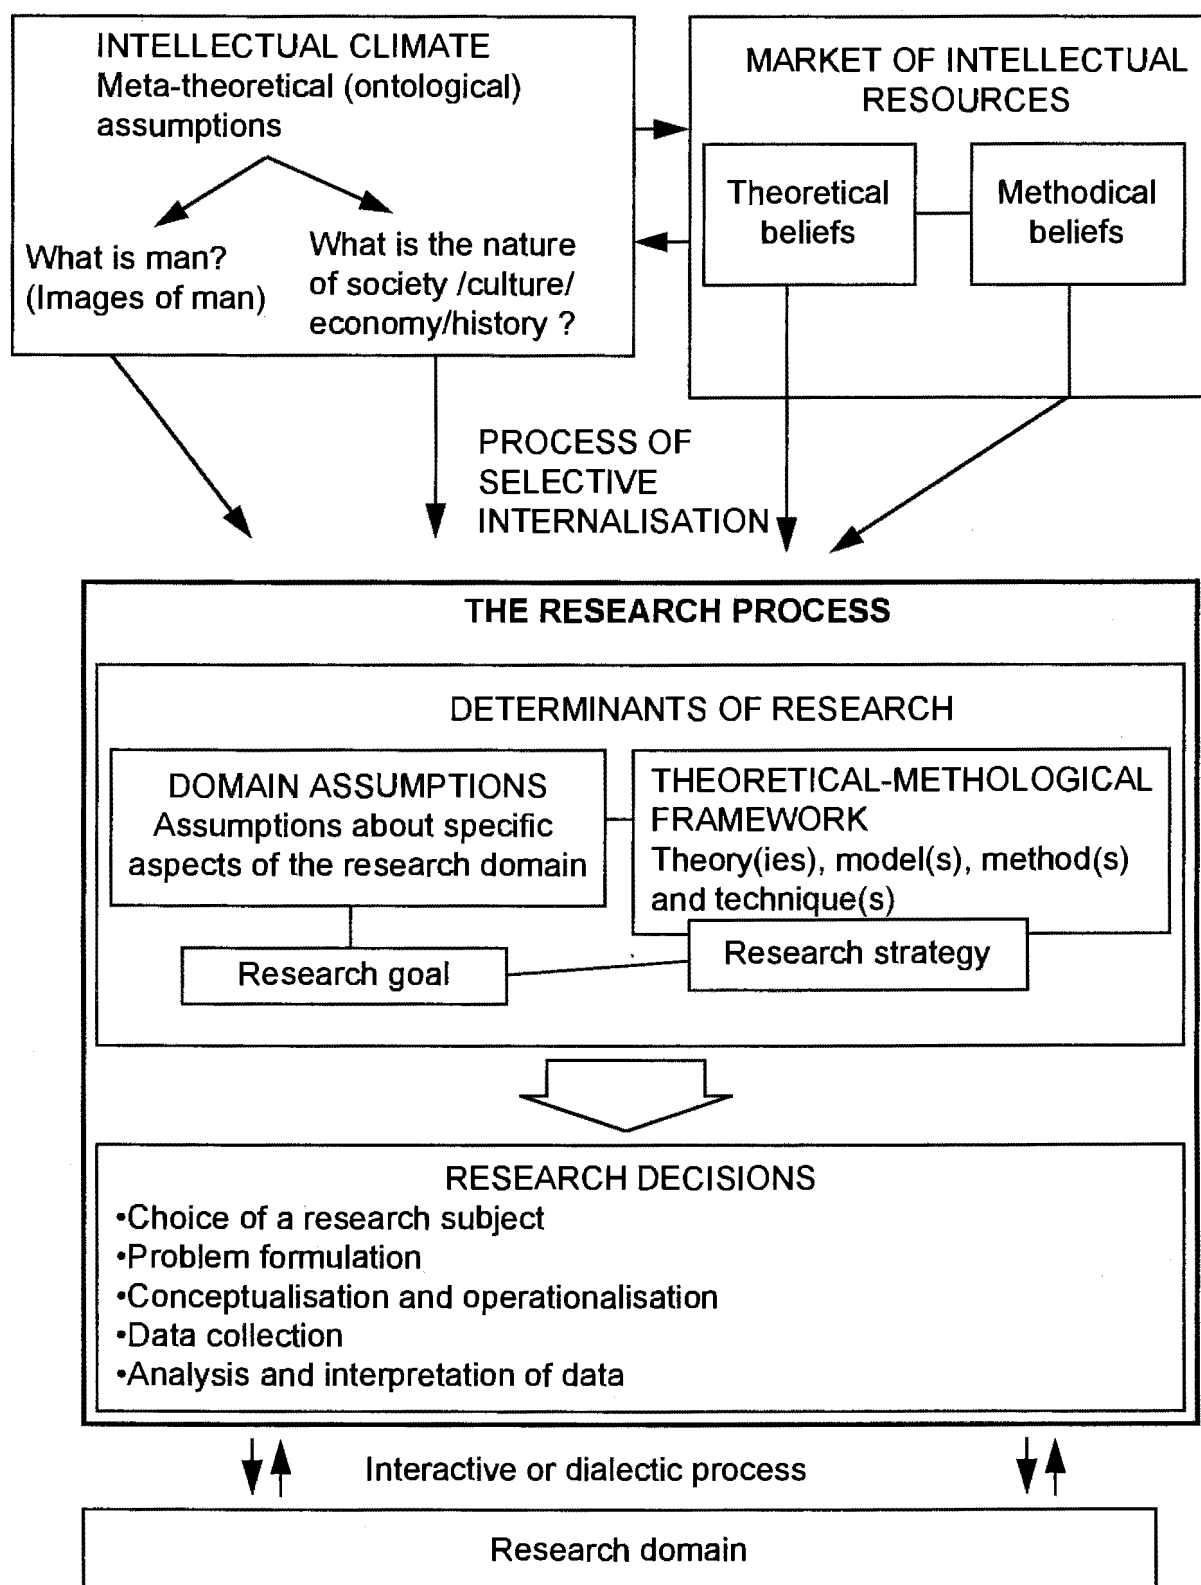 INTELLECTUAL CLIMATE
Meta-theoretical (ontological)
assumptions
What is man?
(Images of man)
What is the nature
of society /culture/
economy/history ?
MARKET OF INTELLECTUAL
RESOURCES
Theoretical
beliefs
Methodical
beliefs
PROCESS OF
SELECTIVE
INTERNALISATION
THE RESEARCH PROCESS
DETERMINANTS OF RESEARCH
DOMAIN ASSUMPTIONS
Assumptions about specific
aspects of the research domain
THEORETICAL-METHOLOGICAL
FRAMEWORK
Theory(ies), model(s), method(s)
and technique(s)
Research goal
Research strategy
RESEARCH DECISIONS
•Choice of a research subject
•Problem formulation
•Conceptualisation and operationalisation
•Data collection
•Analysis and interpretation of data
Interactive or dialectic process
Research domain